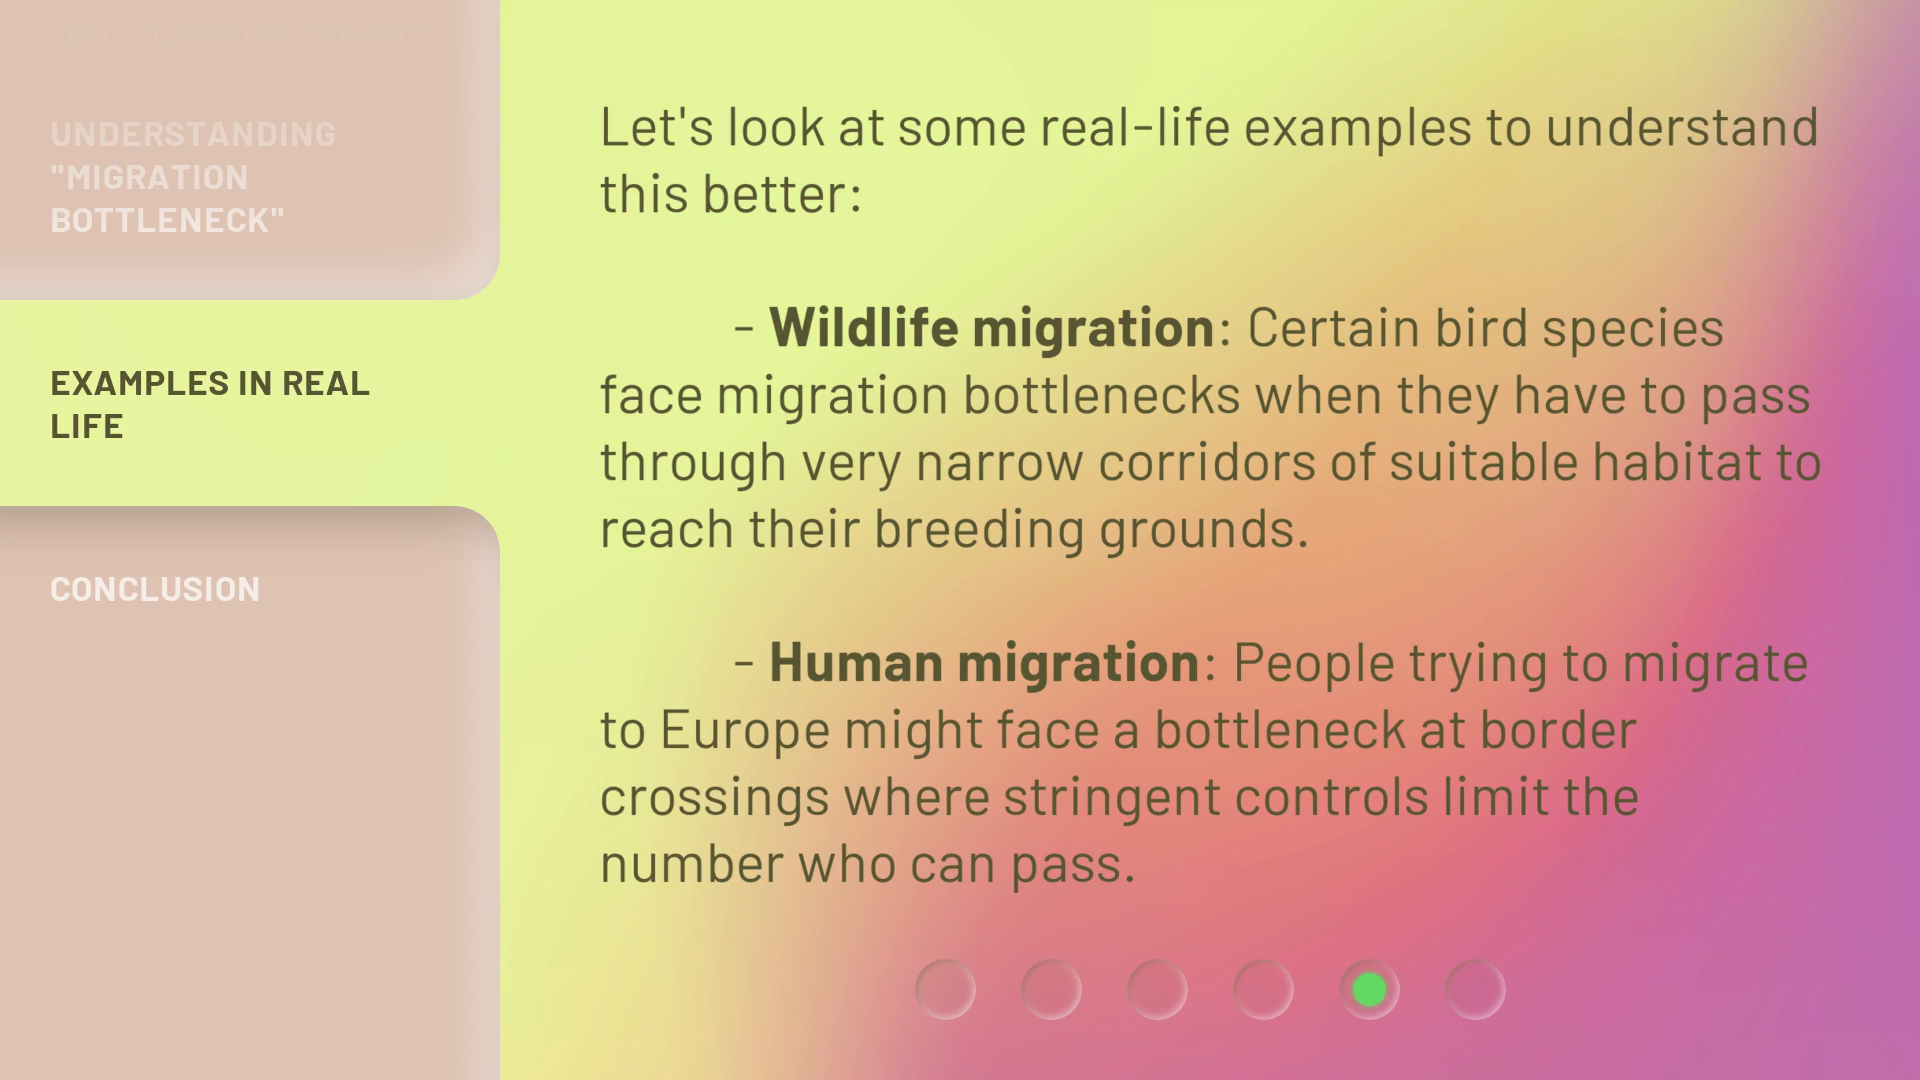 UNDERSTANDING
"MIGRATION
BOTTLENECK"
EXAMPLES IN REAL
LIFE
CONCLUSION
Let's look at some real-life examples to understand
this better:
- Wildlife migration: Certain bird species
face migration bottlenecks when they have to pass
through very narrow corridors of suitable habitat to
reach their breeding grounds.
- Human migration: People trying to migrate
to Europe might face a bottleneck at border
crossings where stringent controls limit the
number who can pass.